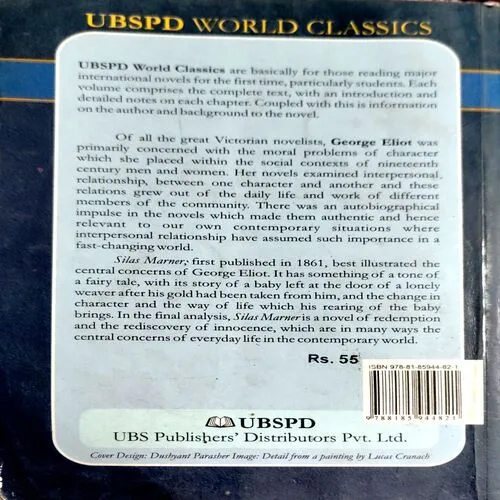 UBSPD WORLD CLASSICS
UBSPD World Classics are basically for those reading major
international novels for the first time, particularly students. Each
volume comprises the complete text, with an introduction and
detailed notes on each chapter. Coupled with this is information
on the author and background to the novel.
Of all the great Victorian novelists, George Eliot was
primarily concerned with the moral problems of character
which she placed within the social contexts of nineteenth
century men and women. Her novels examined interpersonal
relationship, between one character and another and these
relations grew out of the daily life and work of different
members of the community. There was an autobiographical
impulse in the novels which made them authentic and hence
relevant to our own contemporary situations where
interpersonal relationship have assumed such importance in a
fast-changing world.
Silas Marner, first published in 1861, best illustrated the
central concerns of George Eliot. It has something of a tone of
a fairy tale, with its story of a baby left at the door of a lonely
weaver after his gold had been taken from him, and the change in
character and the way of life which his rearing of the baby
brings. In the final analysis, Silas Marner is a novel of redemption
and the rediscovery of innocence, which are in many ways the
central concerns of everyday life in the contemporary world.
Rs. 55
ISBN 978-81-85944-82-1
9 788185 944821
UBSPD
UBS Publishers' Distributors Pvt. Ltd.
Cover Design: Dushyant Parasher Image: Detail from a painting by Lucas Cranach